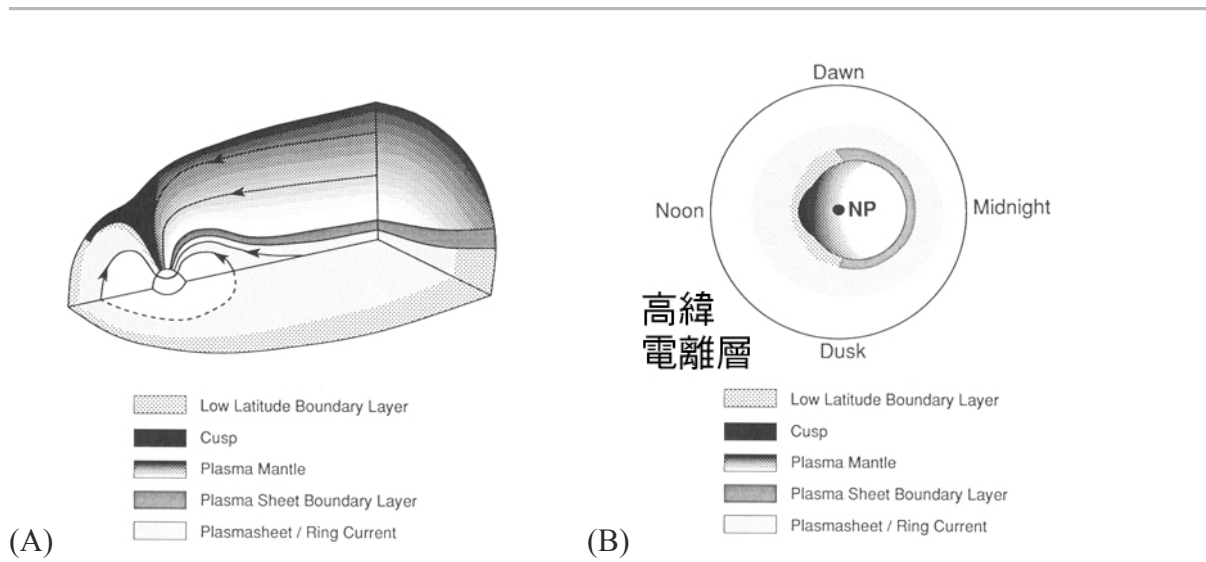 Low Latitude Boundary Layer
Cusp
Plasma Mantle
Plasma Sheet Boundary Layer
Plasmasheet / Ring Current
(A)
Dawn
Noon
NP
Midnight
高緯
電離層
Dusk
Low Latitude Boundary Layer
Cusp
Plasma Mantle
Plasma Sheet Boundary Layer
Plasmasheet / Ring Current
(B)